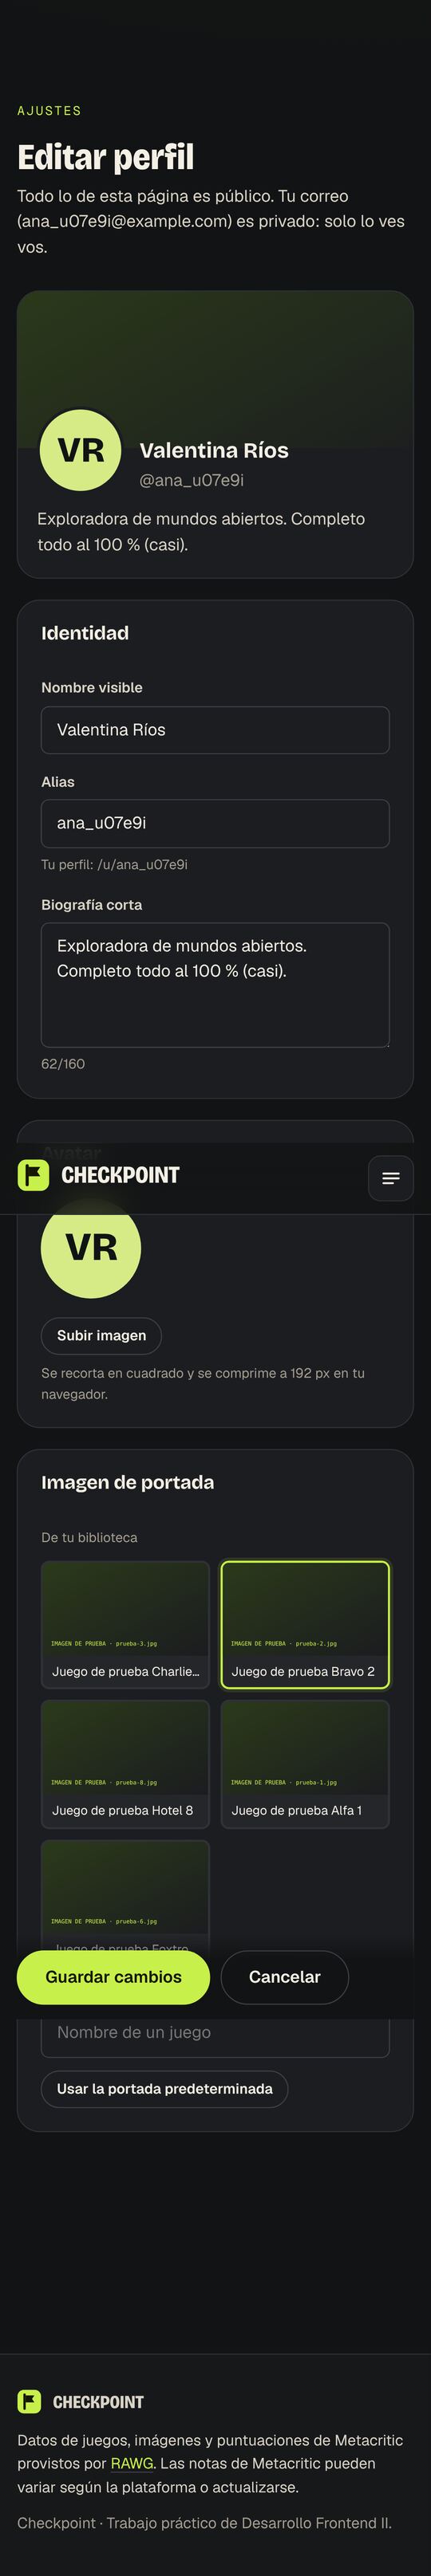 AJUSTES
Editar perfil
Todo lo de esta página es público. Tu correo
(ana_u07e9i@example.com) es privado: solo lo ves
vos.
VR
Valentina Ríos
@ana_u07e9i
Exploradora de mundos abiertos. Completo
todo al 100 % (casi).
Identidad
Nombre visible
Valentina Ríos
Alias
ana_u07e9i
Tu perfil: /u/ana_u07e9i
Biografía corta
Exploradora de mundos abiertos.
Completo todo al 100 % (casi).
62/160
Avatar
CHECKPOINT
VR
Subir imagen
Se recorta en cuadrado y se comprime a 192 px en tu
navegador.
Imagen de portada
De tu biblioteca
IMAGEN DE PRUEBA · prueba-3.jpg
Juego de prueba Charlie...
IMAGEN DE PRUEBA · prueba-2.jpg
Juego de prueba Bravo 2
IMAGEN DE PRUEBA · prueba-8.jpg
Juego de prueba Hotel 8
IMAGEN DE PRUEBA · prueba-1.jpg
Juego de prueba Alfa 1
IMAGEN DE PRUEBA · prueba-6.jpg
Juego de prueba Foxtro
Guardar cambios
Cancelar
Nombre de un juego
Usar la portada predeterminada
CHECKPOINT
Datos de juegos, imágenes y puntuaciones de Metacritic
provistos por RAWG. Las notas de Metacritic pueden
variar según la plataforma o actualizarse.
Checkpoint · Trabajo práctico de Desarrollo Frontend II.